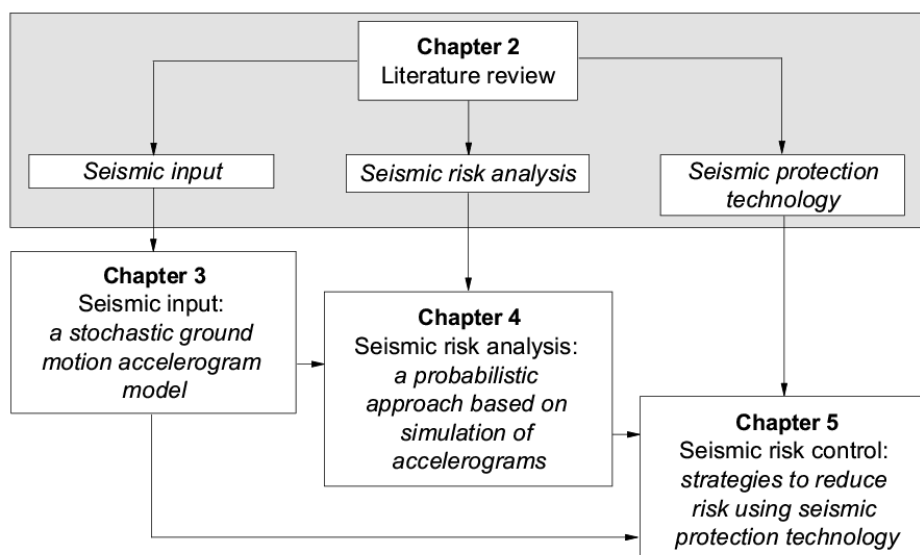 Chapter 2
Literature review
Seismic input
Seismic risk analysis
Seismic protection
technology
Chapter 3
Seismic input:
a stochastic ground
motion accelerogram
model
Chapter 4
Seismic risk analysis:
a probabilistic
approach based on
simulation of
accelerograms
Chapter 5
Seismic risk control:
strategies to reduce
risk using seismic
protection technology